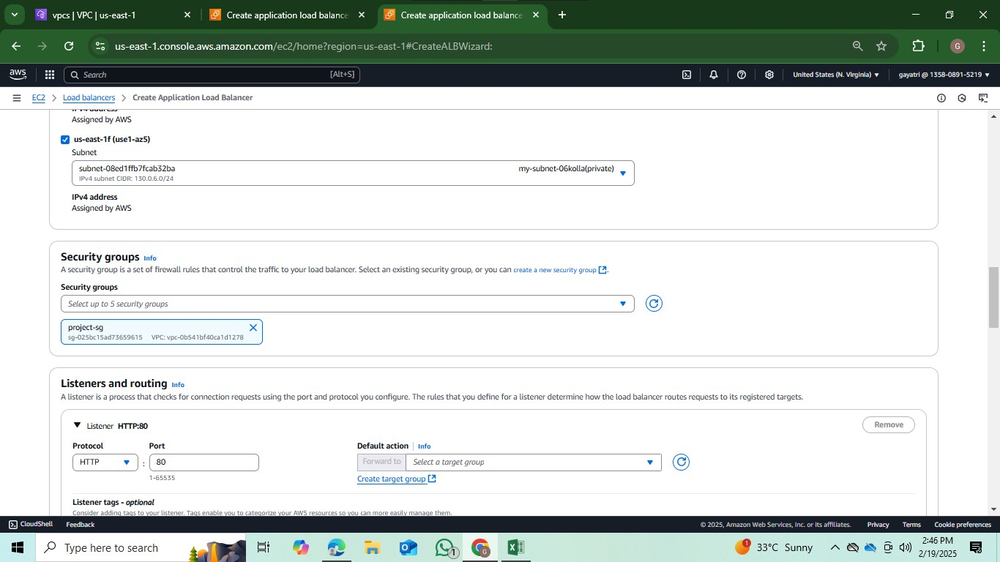 vpcs | VPC | us-east-1
Create application load balance
Create application load balance
us-east-1.console.aws.amazon.com/ec2/home?region=us-east-1#CreateALBWizard:
G
aws
Search
[Alt+S]
United States (N. Virginia)
gayatri @ 1358-0891-5219
EC2 > Load balancers > Create Application Load Balancer
IPv4 address
Assigned by AWS
us-east-1f (use1-az5)
Subnet
subnet-08ed1ffb7fcab32ba
my-subnet-06kolla(private)
IPv4 subnet CIDR: 130.0.6.0/24
IPv4 address
Assigned by AWS
Security groups Info
A security group is a set of firewall rules that control the traffic to your load balancer. Select an existing security group, or you can create a new security group.
Security groups
Select up to 5 security groups
project-sg
sg-025bc15ad73659615 VPC: vpc-0b541bf40ca1d1278
Listeners and routing Info
A listener is a process that checks for connection requests using the port and protocol you configure. The rules that you define for a listener determine how the load balancer routes requests to its registered targets.
Listener HTTP:80
Remove
Protocol
Port
Default action | Info
HTTP
:
80
Forward to
Select a target group
1-65535
Create target group
Listener tags - optional
Consider adding tags to your listener. Tags enable you to categorize your AWS resources so you can more easily manage them.
CloudShell
Feedback
© 2025, Amazon Web Services, Inc. or its affiliates.
Privacy
Terms
Cookie preferences
Type here to search
1
G
1
33°C Sunny
2:46 PM
2/19/2025